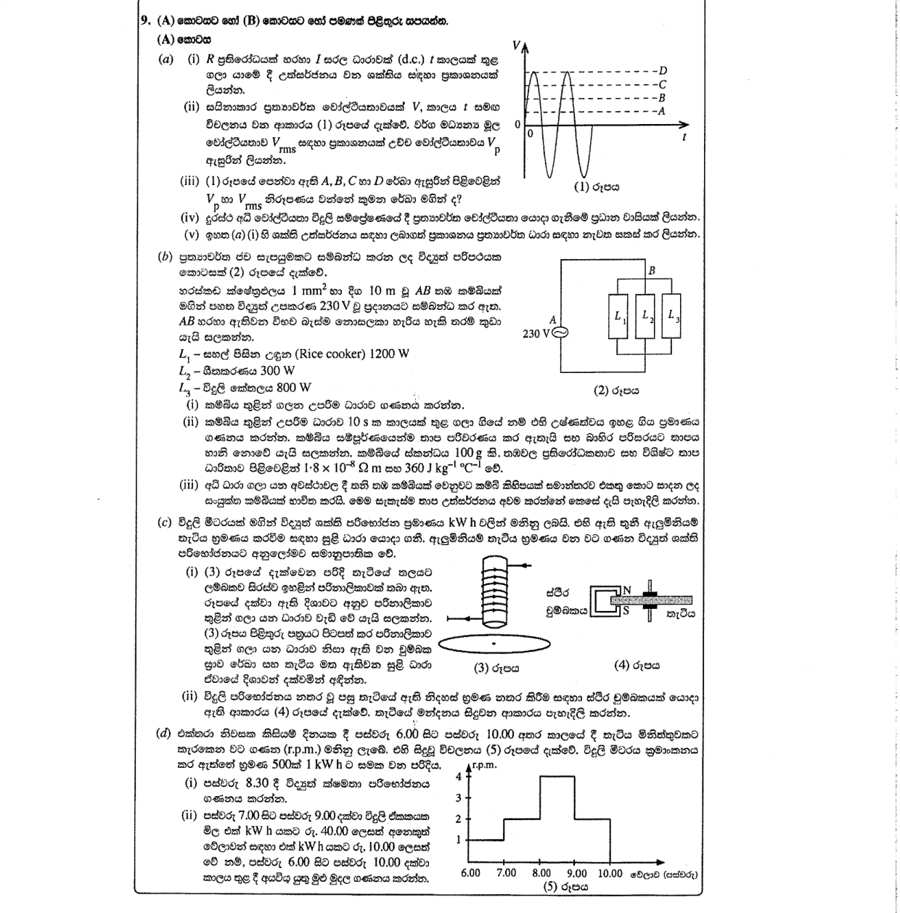 9. (A) කොටසට හෝ (B) කොටසට හෝ පමණක් පිළිතුරු සපයන්න.
(A) කොටස
(a) (i) R ප්‍රතිරෝධයක් හරහා I සරල ධාරාවක් (d.c.) t කාලයක් තුළ
ගලා යාමේ දී උත්සර්ජනය වන ශක්තිය සඳහා ප්‍රකාශනයක්
ලියන්න.
(ii) සයිනාකාර ප්‍රත්‍යාවර්ත වෝල්ටීයතාවයක් V, කාලය t සමඟ
විචලනය වන ආකාරය (1) රූපයේ දැක්වේ. වර්ග මධ්‍යන්‍ය මූල
වෝල්ටීයතාව Vrms සඳහා ප්‍රකාශනයක් උච්ච වෝල්ටීයතාවය Vp
ඇසුරින් ලියන්න.
(iii) (1) රූපයේ පෙන්වා ඇති A, B, C හා D රේඛා ඇසුරින් පිළිවෙළින්
Vp හා Vrms නිරූපණය වන්නේ කුමන රේඛා මගින් ද?
V
D
C
B
A
0
0
t
(1) රූපය
(iv) දුරස්ථ අධි වෝල්ටීයතා විදුලි සම්ප්‍රේෂණයේ දී ප්‍රත්‍යාවර්ත වෝල්ටීයතා යොදා ගැනීමේ ප්‍රධාන වාසියක් ලියන්න.
(v) ඉහත (a) (i) හි ශක්ති උත්සර්ජනය සඳහා ලබාගත් ප්‍රකාශනය ප්‍රත්‍යාවර්ත ධාරා සඳහා නැවත සකස් කර ලියන්න.
(b) ප්‍රත්‍යාවර්ත ජව සැපයුමකට සම්බන්ධ කරන ලද විද්‍යුත් පරිපථයක
කොටසක් (2) රූපයේ දැක්වේ.
හරස්කඩ ක්ෂේත්‍රඵලය 1 mm² හා දිග 10 m වූ AB තඹ කම්බියක්
මගින් පහත විද්‍යුත් උපකරණ 230 V වූ ප්‍රදානයට සම්බන්ධ කර ඇත.
AB හරහා ඇතිවන විභව බැස්ම නොසලකා හැරිය හැකි තරම් කුඩා
යැයි සලකන්න.
L₁ – සහල් පිසින උඳුන (Rice cooker) 1200 W
L₂ – ශීතකරණය 300 W
L₃ – විදුලි කේතලය 800 W
B
A
230 V
L₁
L₂
L₃
(2) රූපය
(i) කම්බිය තුළින් ගලන උපරිම ධාරාව ගණනය කරන්න.
(ii) කම්බිය තුළින් උපරිම ධාරාව 10 s ක කාලයක් තුළ ගලා ගියේ නම් එහි උෂ්ණත්වය ඉහළ ගිය ප්‍රමාණය
ගණනය කරන්න. කම්බිය සම්පූර්ණයෙන්ම තාප පරිවරණය කර ඇතැයි සහ බාහිර පරිසරයට තාපය
හානි නොවේ යැයි සලකන්න. කම්බියේ ස්කන්ධය 100 g කි. තඹවල ප්‍රතිරෝධකතාව සහ විශිෂ්ට තාප
ධාරිතාව පිළිවෙළින් 1·8 × 10⁻⁸ Ω m සහ 360 J kg⁻¹ °C⁻¹ වේ.
(iii) අධි ධාරා ගලා යන අවස්ථාවල දී තනි තඹ කම්බියක් වෙනුවට කම්බි කිහිපයක් සමාන්තරව එකතු කොට සාදන ලද
සංයුක්ත කම්බියක් භාවිත කරයි. මෙම සැකැස්ම තාප උත්සර්ජනය අවම කරන්නේ කෙසේ දැයි පැහැදිලි කරන්න.
(c) විදුලි මීටරයක් මගින් විද්‍යුත් ශක්ති පරිභෝජන ප්‍රමාණය kW h වලින් මනිනු ලබයි. එහි ඇති තුනී ඇලුමිනියම්
තැටිය භ්‍රමණය කරවීම සඳහා සුළි ධාරා යොදා ගනී. ඇලුමිනියම් තැටිය භ්‍රමණය වන වට ගණන විද්‍යුත් ශක්ති
පරිභෝජනයට අනුලෝමව සමානුපාතික වේ.
(i) (3) රූපයේ දැක්වෙන පරිදි තැටියේ තලයට
ලම්බකව සිරස්ව ඉහළින් පරිනාලිකාවක් තබා ඇත.
රූපයේ දක්වා ඇති දිශාවට අනුව පරිනාලිකාව
තුළින් ගලා යන ධාරාව වැඩි වේ යැයි සලකන්න.
(3) රූපය පිළිතුරු පත්‍රයට පිටපත් කර පරිනාලිකාව
තුළින් ගලා යන ධාරාව නිසා ඇති වන චුම්බක
ස්‍රාව රේඛා සහ තැටිය මත ඇතිවන සුළි ධාරා
ඒවායේ දිශාවන් දක්වමින් අඳින්න.
(3) රූපය
ස්ථිර
චුම්බකය
N
S
තැටිය
(4) රූපය
(ii) විදුලි පරිභෝජනය නතර වූ පසු තැටියේ ඇති නිදහස් භ්‍රමණ නතර කිරීම සඳහා ස්ථිර චුම්බකයක් යොදා
ඇති ආකාරය (4) රූපයේ දැක්වේ. තැටියේ මන්දනය සිදුවන ආකාරය පැහැදිලි කරන්න.
(d) එක්තරා නිවසක කිසියම් දිනයක දී පස්වරු 6.00 සිට පස්වරු 10.00 අතර කාලයේ දී තැටිය මිනිත්තුවකට
කැරකෙන වට ගණන (r.p.m.) මනිනු ලැබේ. එහි සිදුවූ විචලනය (5) රූපයේ දැක්වේ. විදුලි මීටරය ක්‍රමාංකනය
කර ඇත්තේ භ්‍රමණ 500ක් 1 kW h ට සමක වන පරිදිය.
(i) පස්වරු 8.30 දී විද්‍යුත් ක්ෂමතා පරිභෝජනය
ගණනය කරන්න.
(ii) පස්වරු 7.00 සිට පස්වරු 9.00 දක්වා විදුලි ඒකකයක
මිල එක් kW h යකට රු. 40.00 ලෙසත් අනෙකුත්
වේලාවන් සඳහා එක් kW h යකට රු. 10.00 ලෙසත්
වේ නම්, පස්වරු 6.00 සිට පස්වරු 10.00 දක්වා
කාලය තුළ දී අයවිය යුතු මුළු මුදල ගණනය කරන්න.
r.p.m.
4
3
2
1
6.00 7.00 8.00 9.00 10.00 වේලාව (පස්වරු)
(5) රූපය